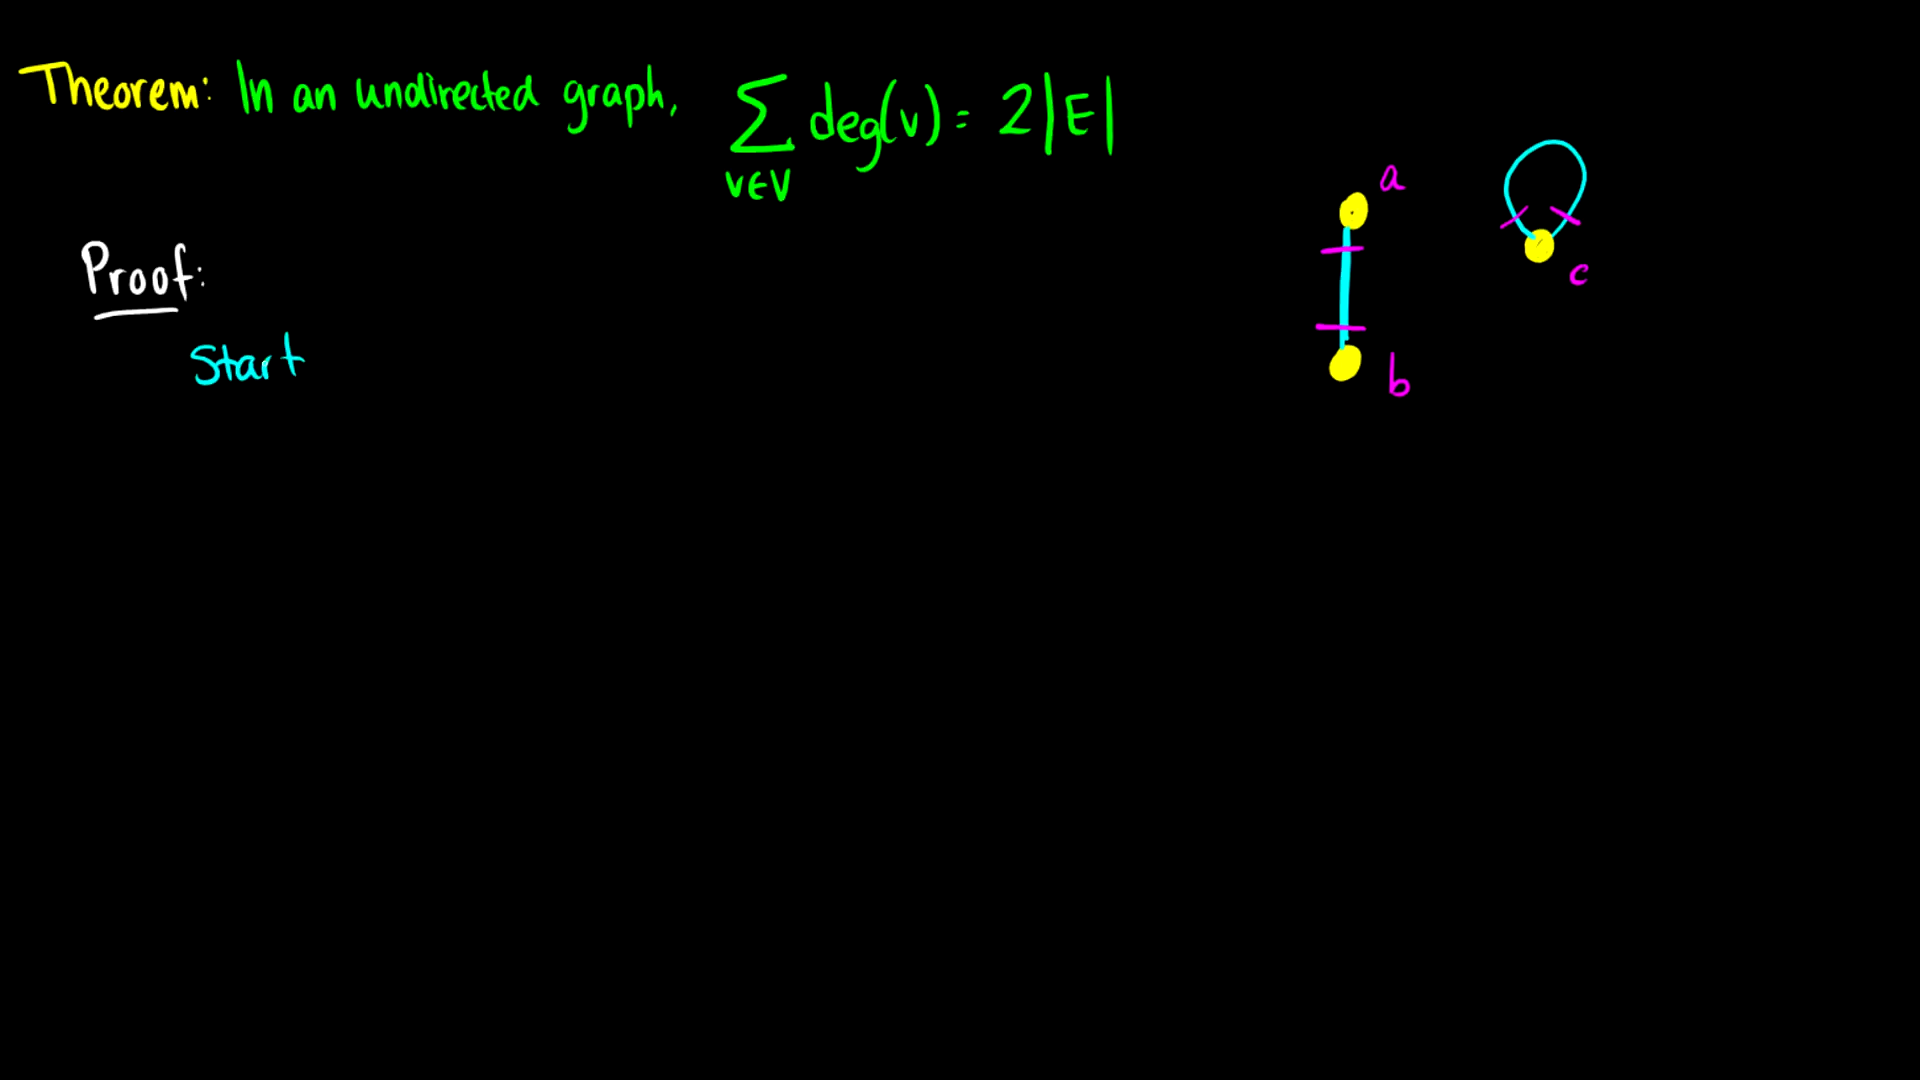 Theorem: In an undirected graph, ∑ deg(v) = 2|E|
v∈V
a
c
Proof:
Start
b